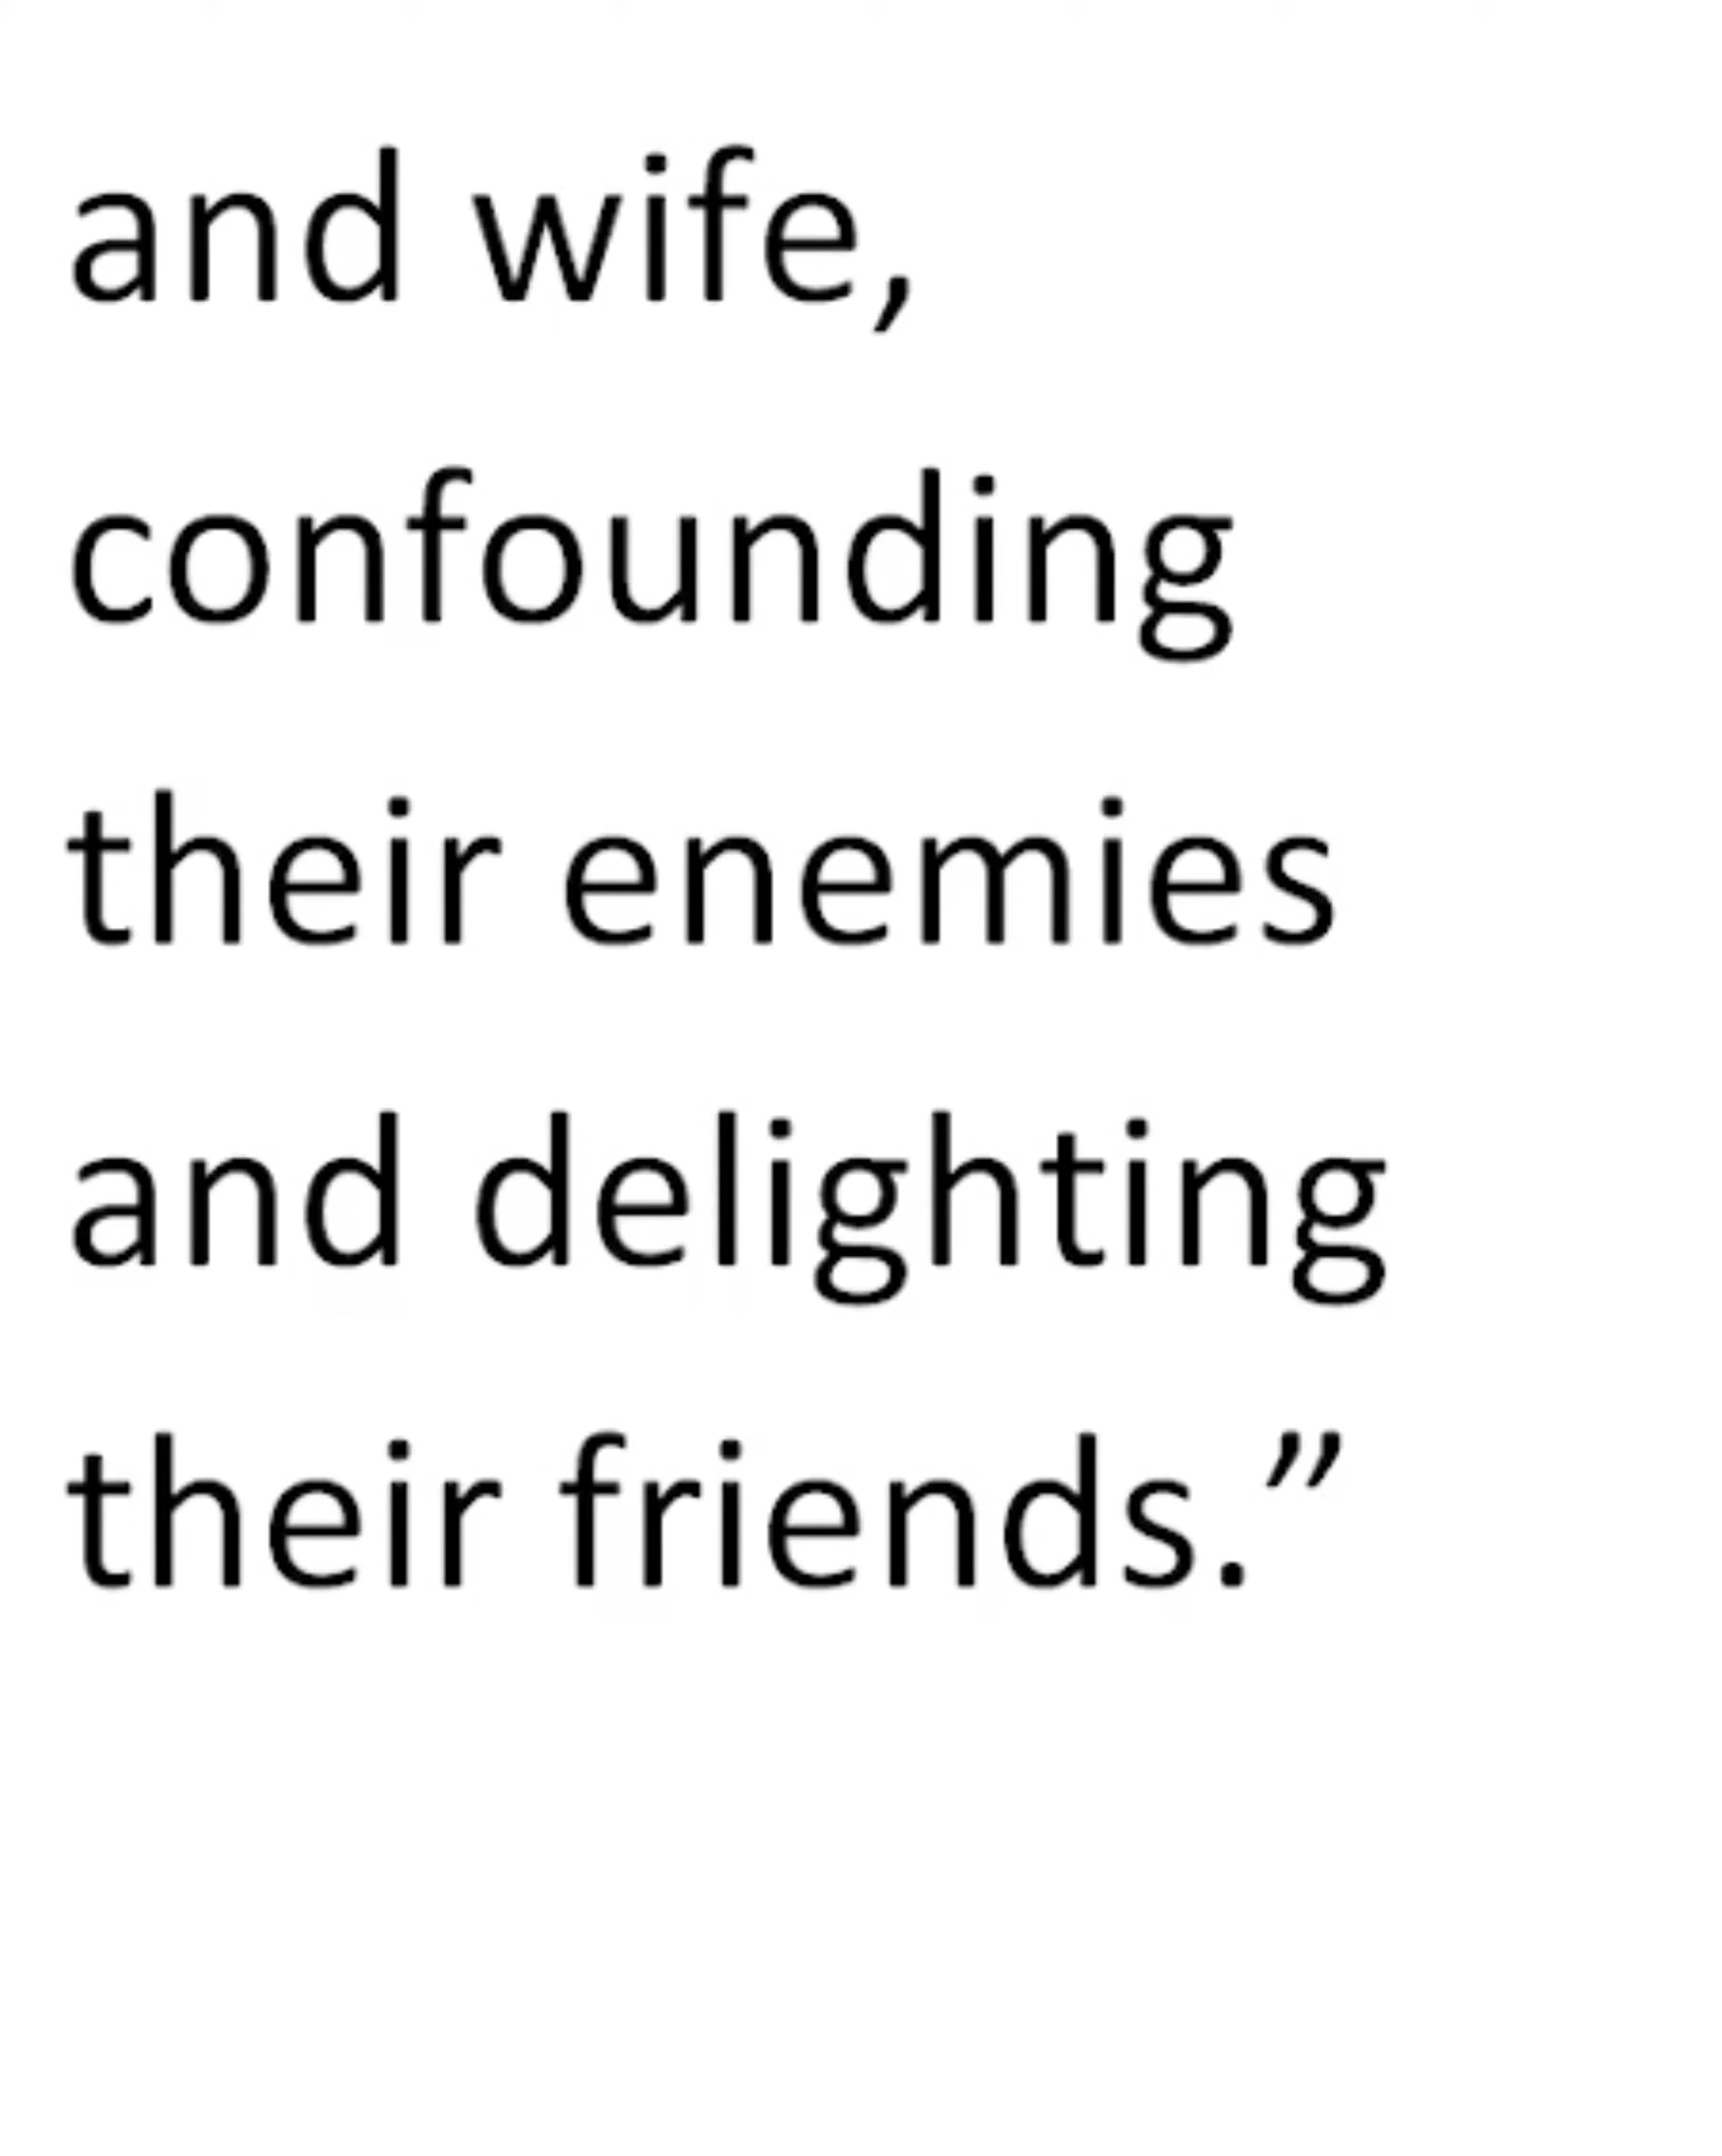 and wife,
confounding
their enemies
and delighting
their friends.”